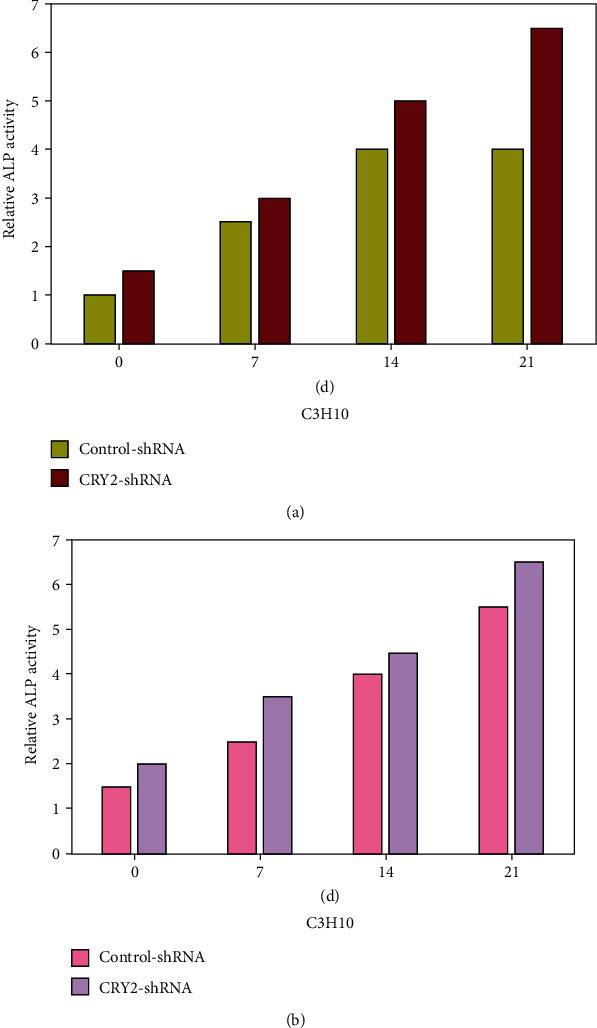 7
6
5
4
3
2
1
0
Relative ALP activity
0 7 14 21
(d)
C3H10
Control-shRNA
CRY2-shRNA
(a)
7
6
5
4
3
2
1
0
Relative ALP activity
0 7 14 21
(d)
C3H10
Control-shRNA
CRY2-shRNA
(b)